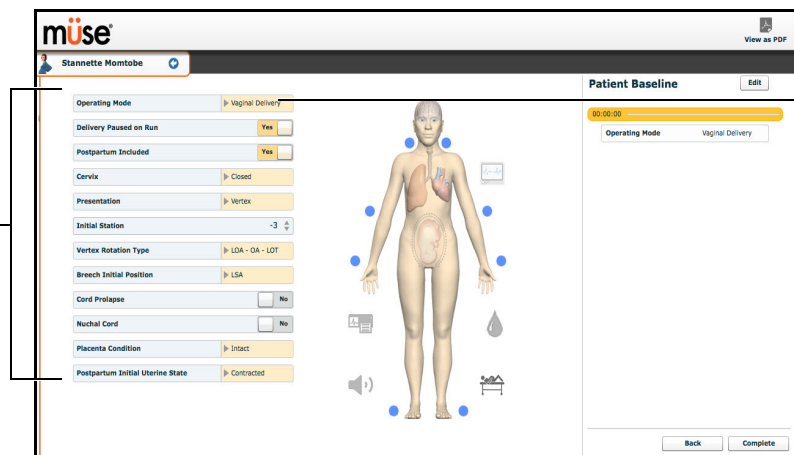 müse
View as PDF
Stannette Momtobe
Operating Mode Vaginal Delivery
Delivery Paused on Run Yes
Postpartum Included Yes
Cervix Closed
Presentation Vertex
Initial Station -3
Vertex Rotation Type LOA - OA - LOT
Breech Initial Position LSA
Cord Prolapse No
Nuchal Cord No
Placenta Condition Intact
Postpartum Initial Uterine State Contracted
Patient Baseline Edit
00:00:00
Operating Mode Vaginal Delivery
Back Complete